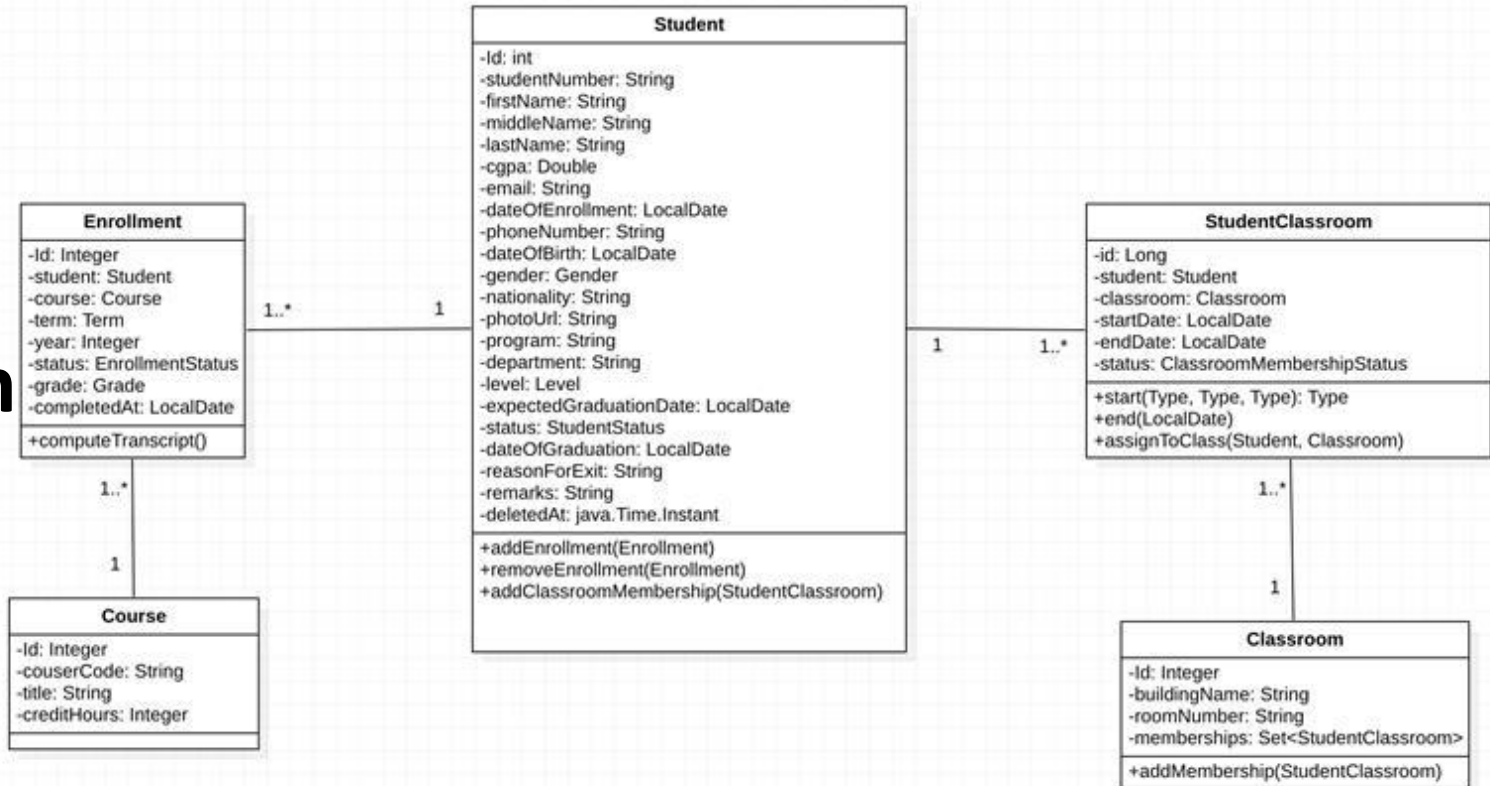 Student
-Id: int
-studentNumber: String
-firstName: String
-middleName: String
-lastName: String
-cgpa: Double
-email: String
-dateOfEnrollment: LocalDate
-phoneNumber: String
-dateOfBirth: LocalDate
-gender: Gender
-nationality: String
-photoUrl: String
-program: String
-department: String
-level: Level
-expectedGraduationDate: LocalDate
-status: StudentStatus
-dateOfGraduation: LocalDate
-reasonForExit: String
-remarks: String
-deletedAt: java.Time.Instant
+addEnrollment(Enrollment)
+removeEnrollment(Enrollment)
+addClassroomMembership(StudentClassroom)
Enrollment
-Id: Integer
-student: Student
-course: Course
-term: Term
-year: Integer
-status: EnrollmentStatus
-grade: Grade
-completedAt: LocalDate
+computeTranscript()
1..*
1
n
1..*
1
Course
-Id: Integer
-couserCode: String
-title: String
-creditHours: Integer
StudentClassroom
-id: Long
-student: Student
-classroom: Classroom
-startDate: LocalDate
-endDate: LocalDate
-status: ClassroomMembershipStatus
+start(Type, Type, Type): Type
+end(LocalDate)
+assignToClass(Student, Classroom)
1
1..*
1..*
1
Classroom
-Id: Integer
-buildingName: String
-roomNumber: String
-memberships: Set<StudentClassroom>
+addMembership(StudentClassroom)